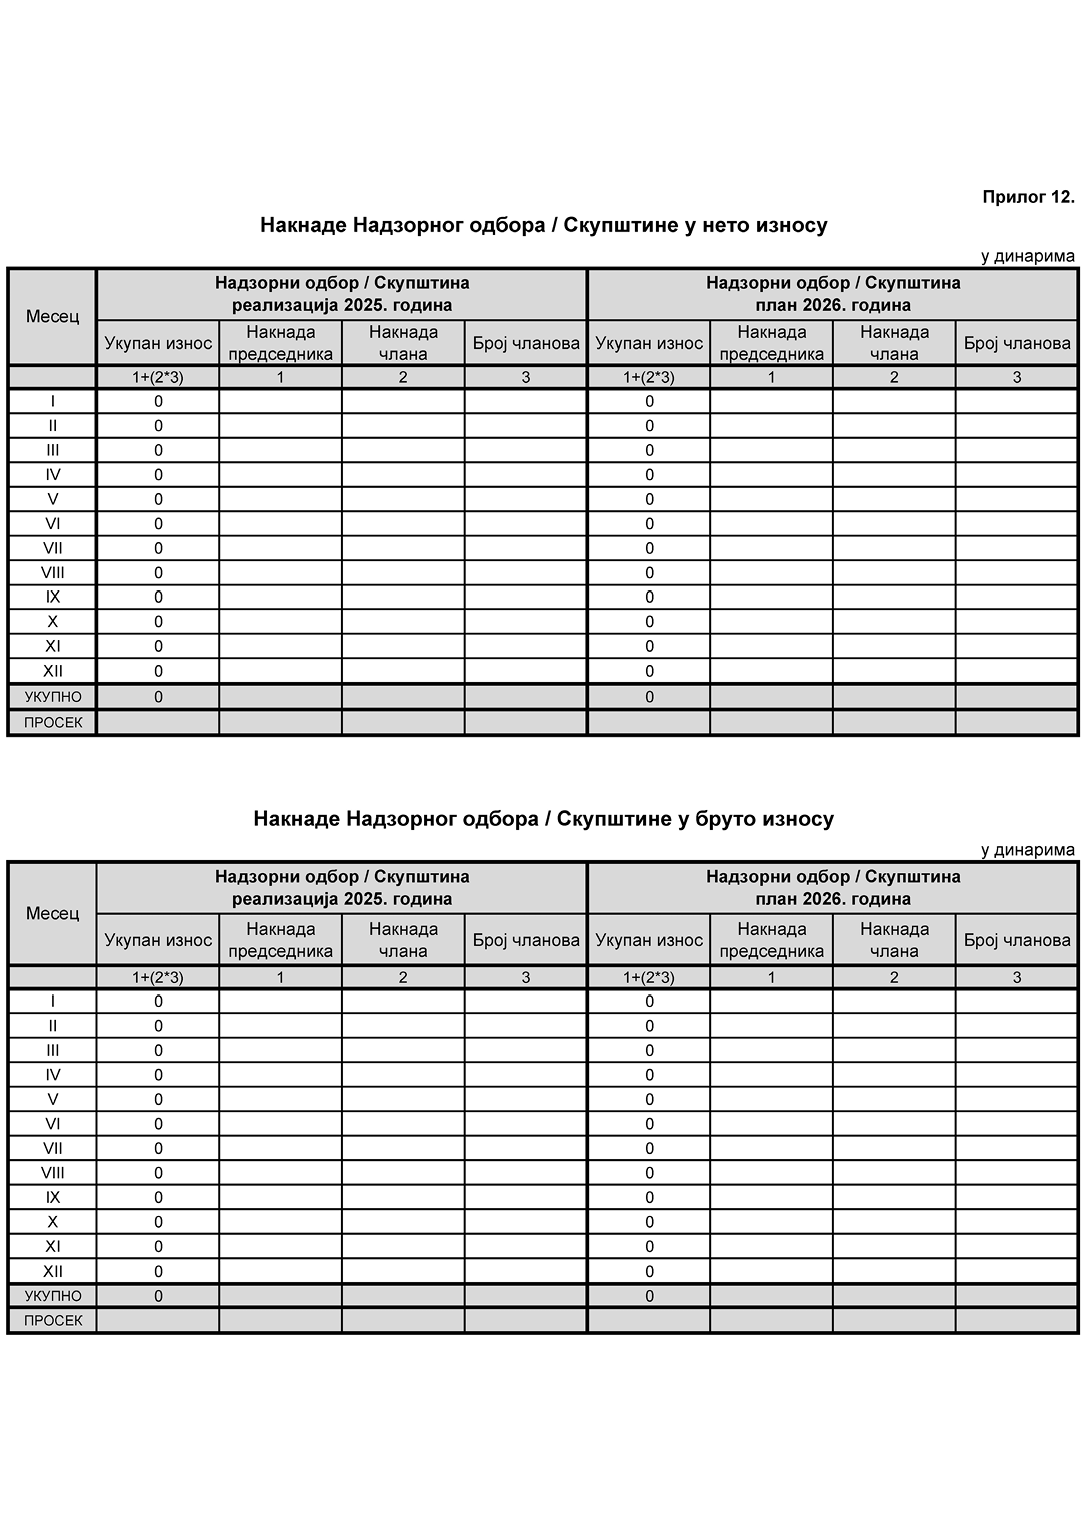 Прилог 12.
Накнаде Надзорног одбора / Скупштине у нето износу
у динарима
Месец
Надзорни одбор / Скупштина
реализација 2025. година
Надзорни одбор / Скупштина
план 2026. година
Укупан износ Накнада председника Накнада члана Број чланова Укупан износ Накнада председника Накнада члана Број чланова
1+(2*3) 1 2 3 1+(2*3) 1 2 3
I 0 0
II 0 0
III 0 0
IV 0 0
V 0 0
VI 0 0
VII 0 0
VIII 0 0
IX 0 0
X 0 0
XI 0 0
XII 0 0
УКУПНО 0 0
ПРОСЕК
Накнаде Надзорног одбора / Скупштине у бруто износу
у динарима
Месец
Надзорни одбор / Скупштина
реализација 2025. година
Надзорни одбор / Скупштина
план 2026. година
Укупан износ Накнада председника Накнада члана Број чланова Укупан износ Накнада председника Накнада члана Број чланова
1+(2*3) 1 2 3 1+(2*3) 1 2 3
I 0 0
II 0 0
III 0 0
IV 0 0
V 0 0
VI 0 0
VII 0 0
VIII 0 0
IX 0 0
X 0 0
XI 0 0
XII 0 0
УКУПНО 0 0
ПРОСЕК